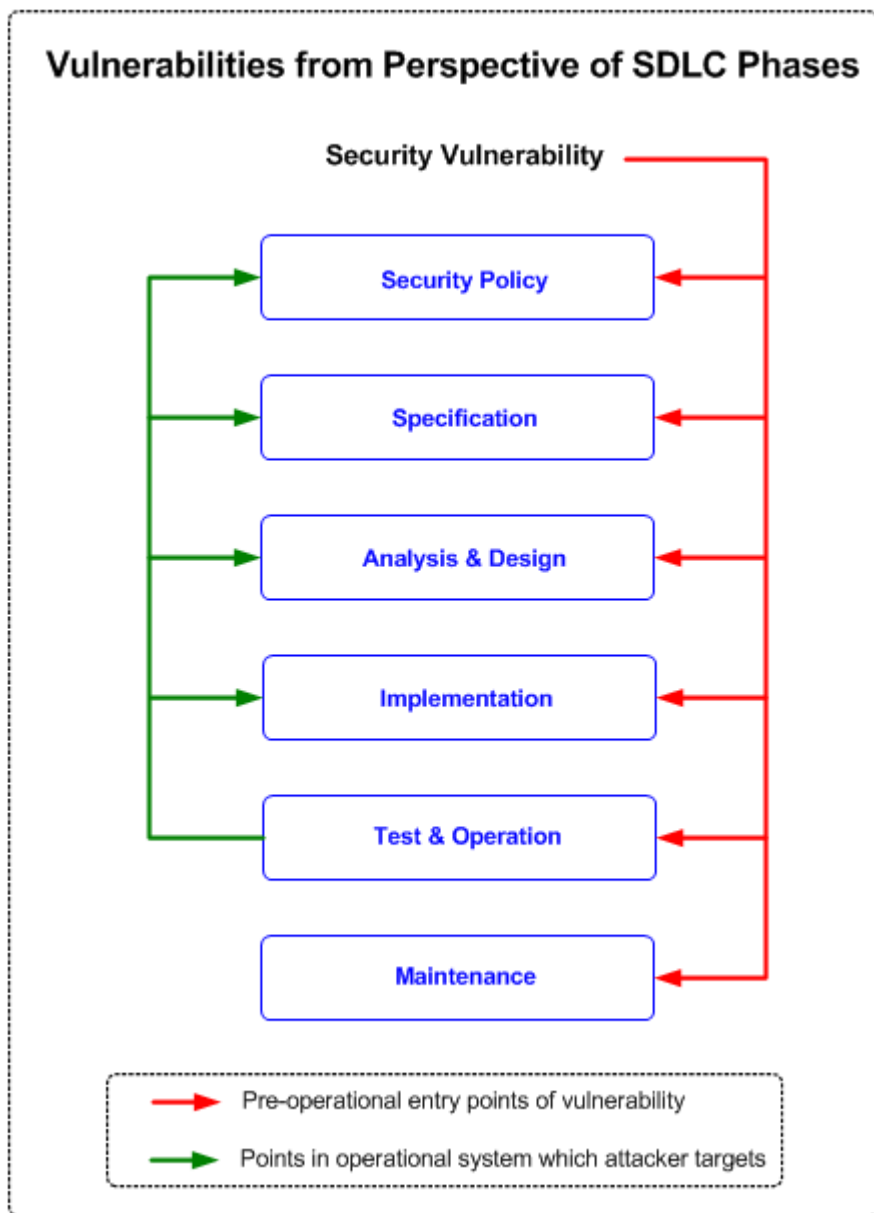 Vulnerabilities from Perspective of SDLC Phases
Security Vulnerability
Security Policy
Specification
Analysis & Design
Implementation
Test & Operation
Maintenance
Pre-operational entry points of vulnerability
Points in operational system which attacker targets